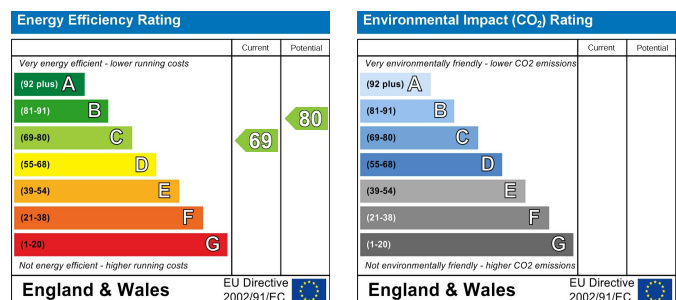 Energy Efficiency Rating
Current Potential
Very energy efficient - lower running costs
(92 plus) A
(81-91) B
(69-80) C
(55-68) D
(39-54) E
(21-38) F
(1-20) G
69
80
Not energy efficient - higher running costs
England & Wales
EU Directive
2002/91/EC
Environmental Impact (CO2) Rating
Current Potential
Very environmentally friendly - lower CO2 emissions
(92 plus) A
(81-91) B
(69-80) C
(55-68) D
(39-54) E
(21-38) F
(1-20) G
Not environmentally friendly - higher CO2 emissions
England & Wales
EU Directive
2002/91/EC